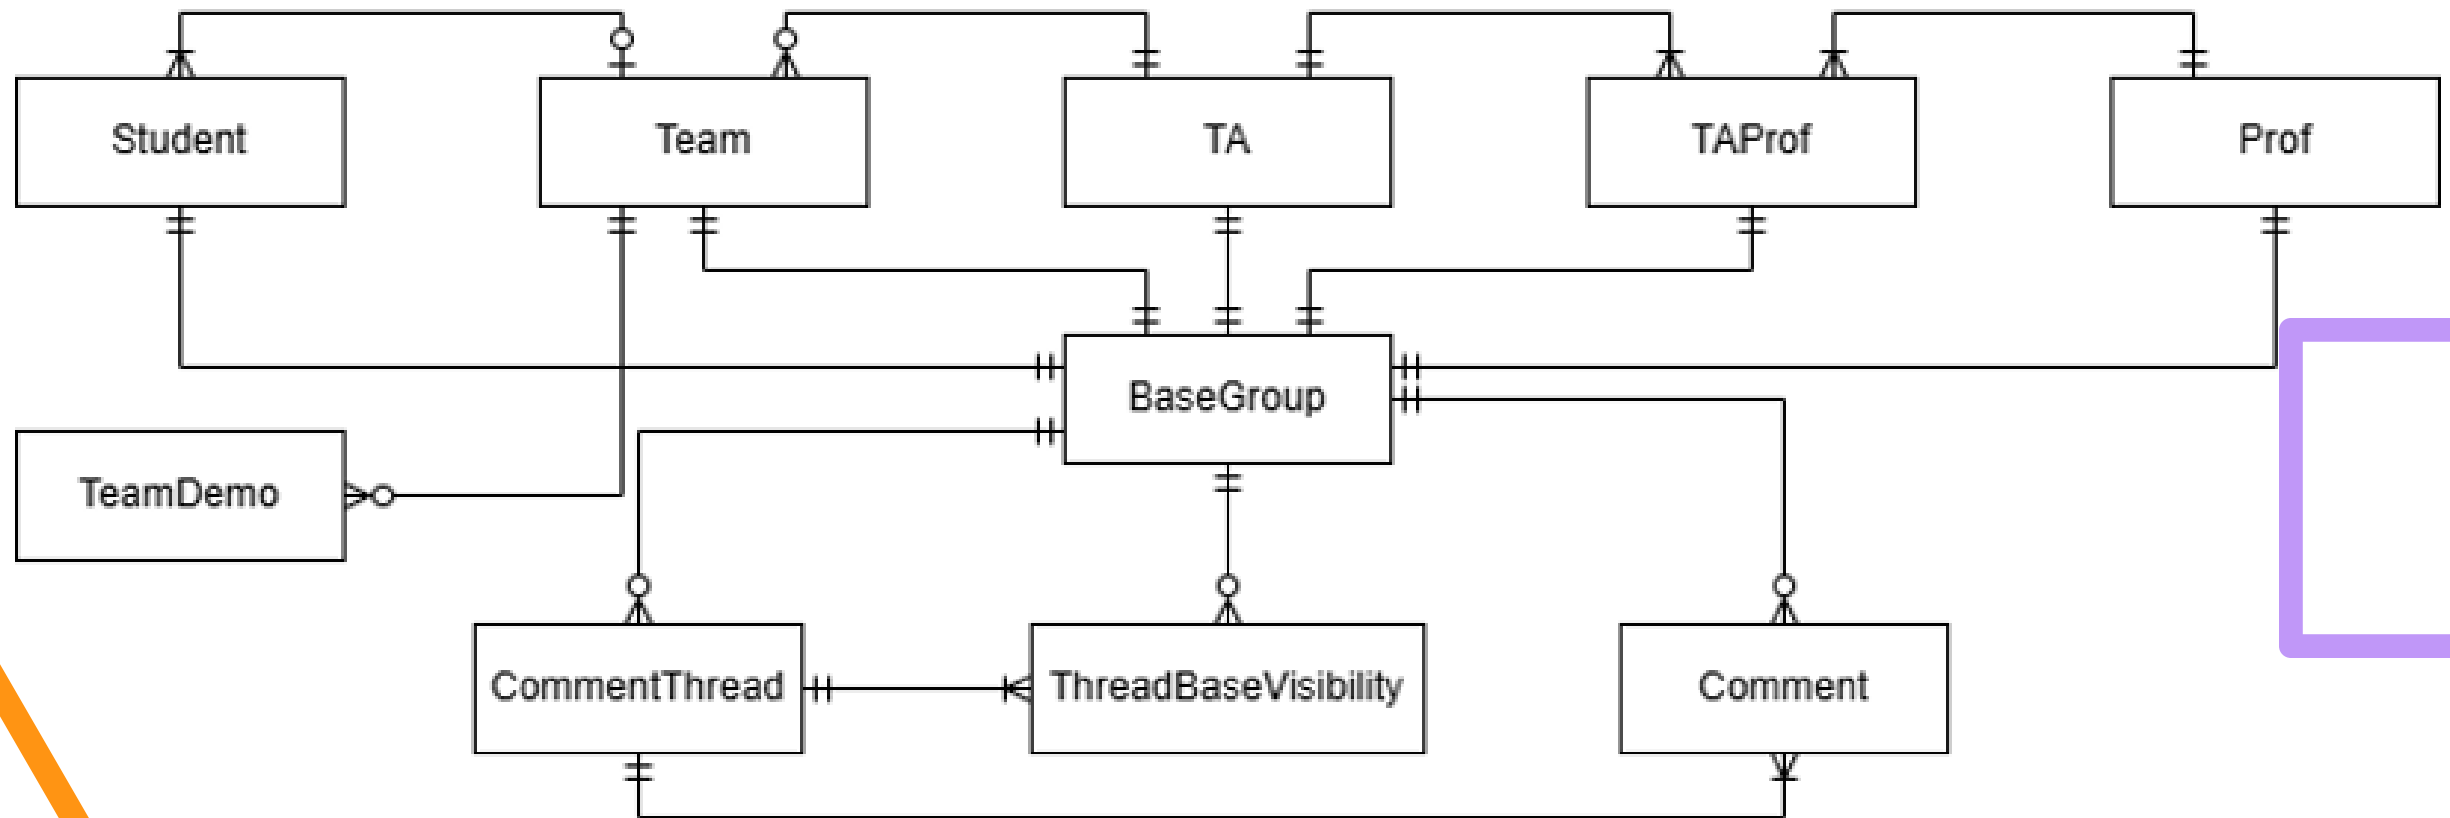 Student
Team
TA
TAProf
Prof
BaseGroup
TeamDemo
CommentThread
ThreadBaseVisibility
Comment